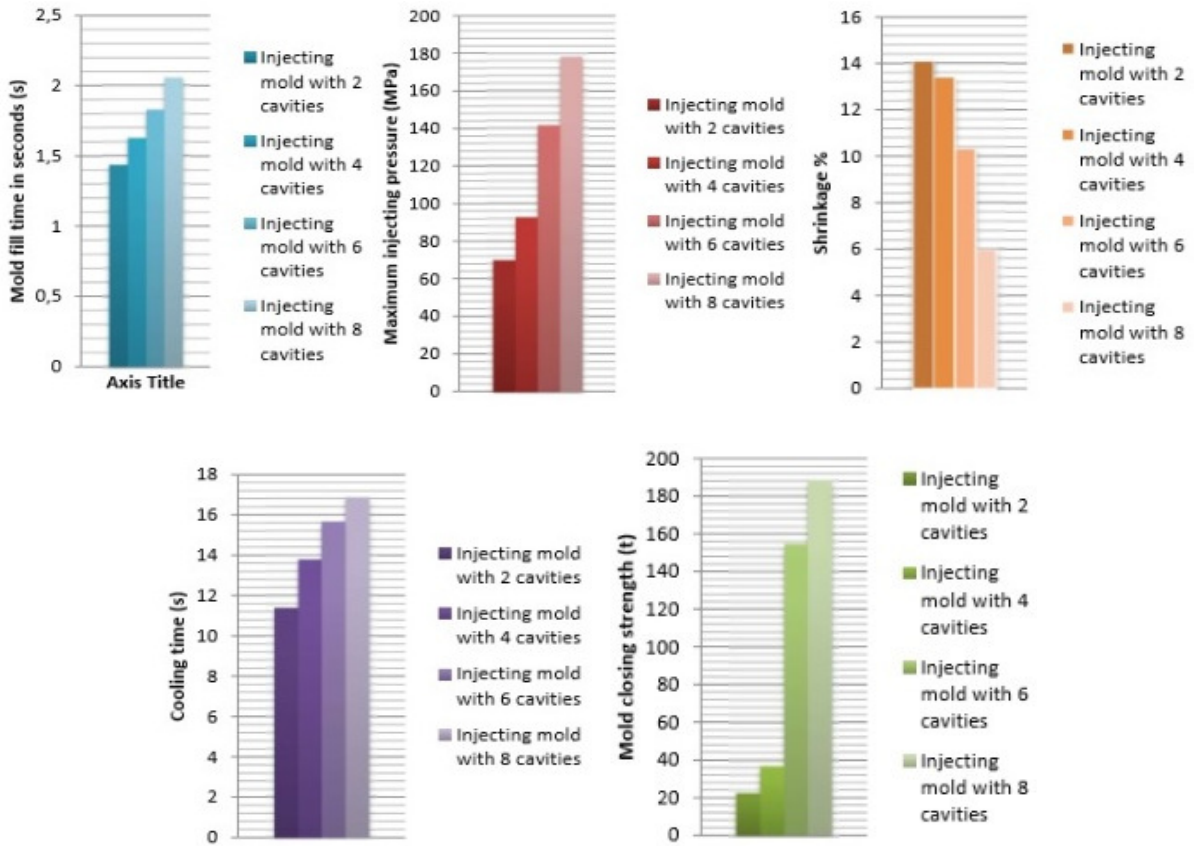 Mold fill time in seconds (s)
2,5
2
1,5
1
0,5
0
Axis Title
Injecting
mold with 2
cavities
Injecting
mold with 4
cavities
Injecting
mold with 6
cavities
Injecting
mold with 8
cavities
Maximum injecting pressure (MPa)
200
180
160
140
120
100
80
60
40
20
0
Injecting mold
with 2 cavities
Injecting mold
with 4 cavities
Injecting mold
with 6 cavities
Injecting mold
with 8 cavities
Shrinkage %
16
14
12
10
8
6
4
2
0
Injecting
mold with 2
cavities
Injecting
mold with 4
cavities
Injecting
mold with 6
cavities
Injecting
mold with 8
cavities
Cooling time (s)
18
16
14
12
10
8
6
4
2
0
Injecting mold
with 2 cavities
Injecting mold
with 4 cavities
Injecting mold
with 6 cavities
Injecting mold
with 8 cavities
Mold closing strength (t)
200
180
160
140
120
100
80
60
40
20
0
Injecting
mold with 2
cavities
Injecting
mold with 4
cavities
Injecting
mold with 6
cavities
Injecting
mold with 8
cavities